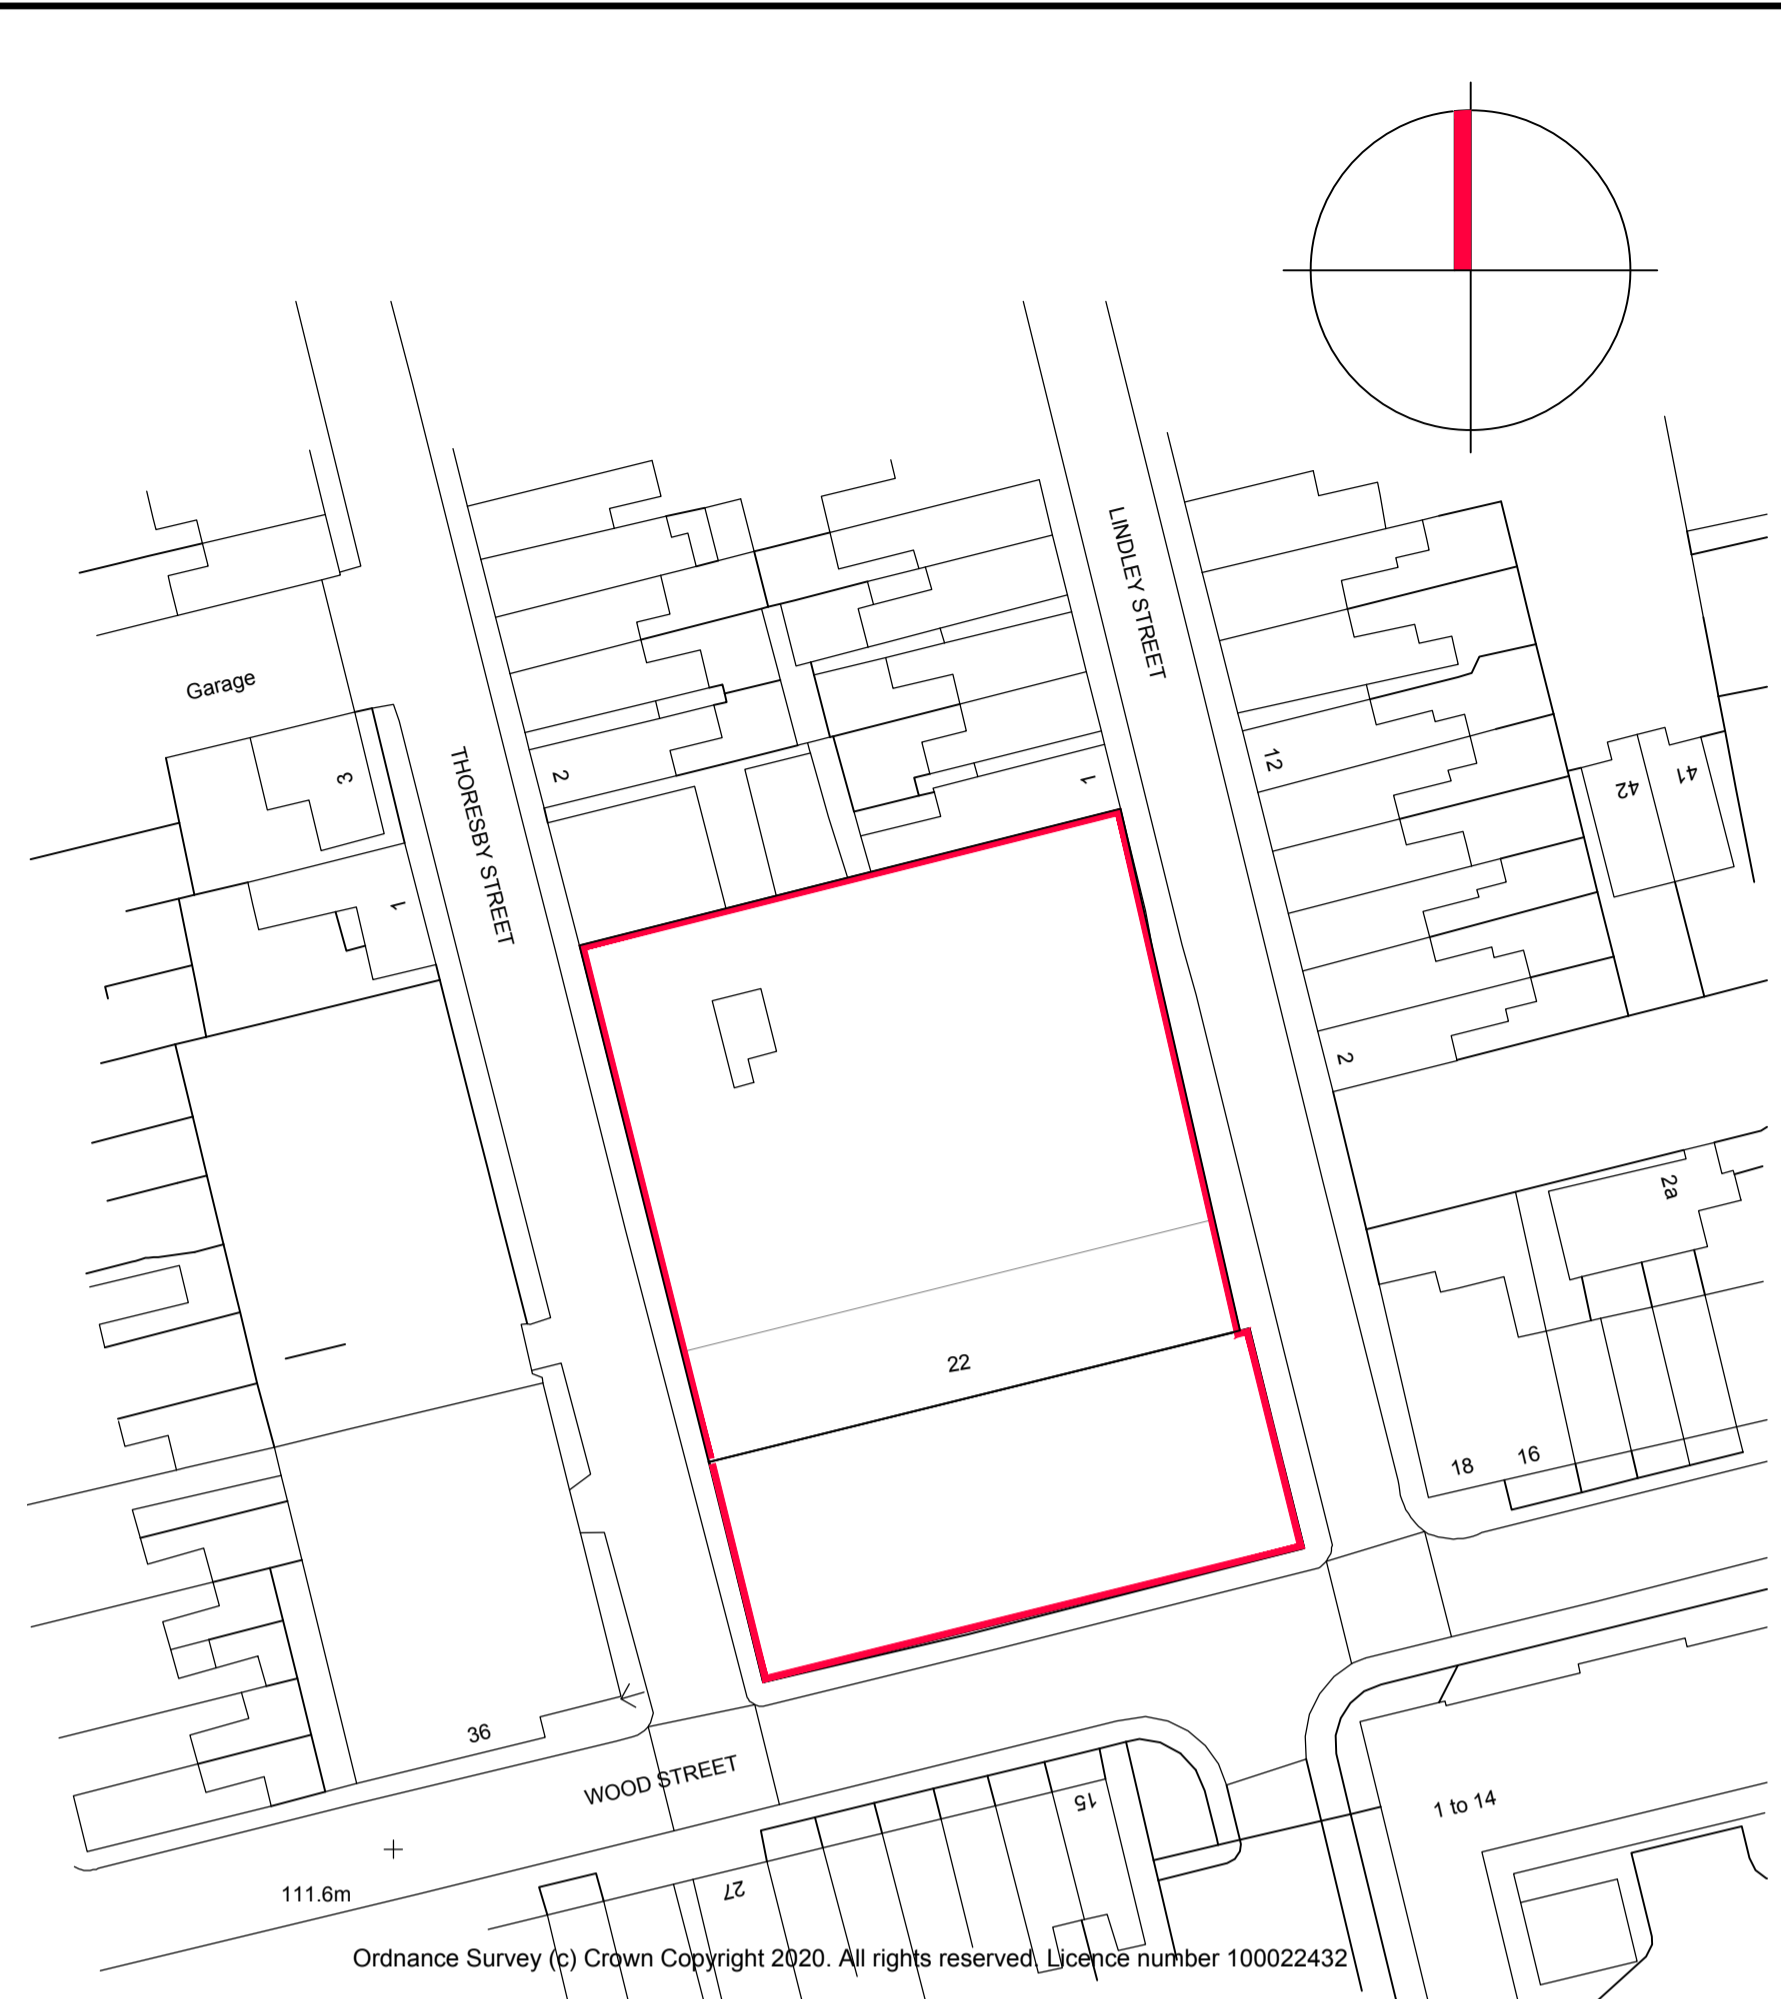 LINDLEY STREET
Garage
THORESBY STREET
3
2
1
12
42
41
1
2
2a
22
18
16
36
WOOD STREET
15
1 to 14
27
111.6m
Ordnance Survey (c) Crown Copyright 2020. All rights reserved. Licence number 100022432